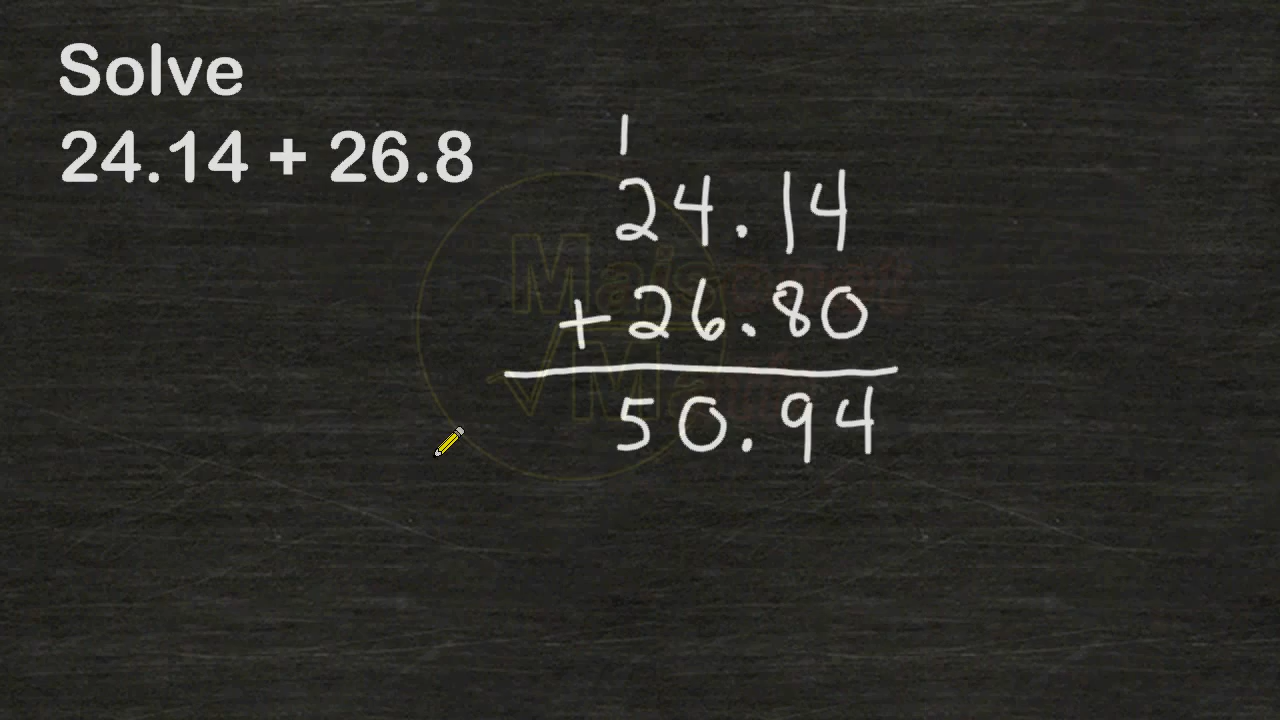 Solve
24.14 + 26.8
1
24.14
+26.80
50.94